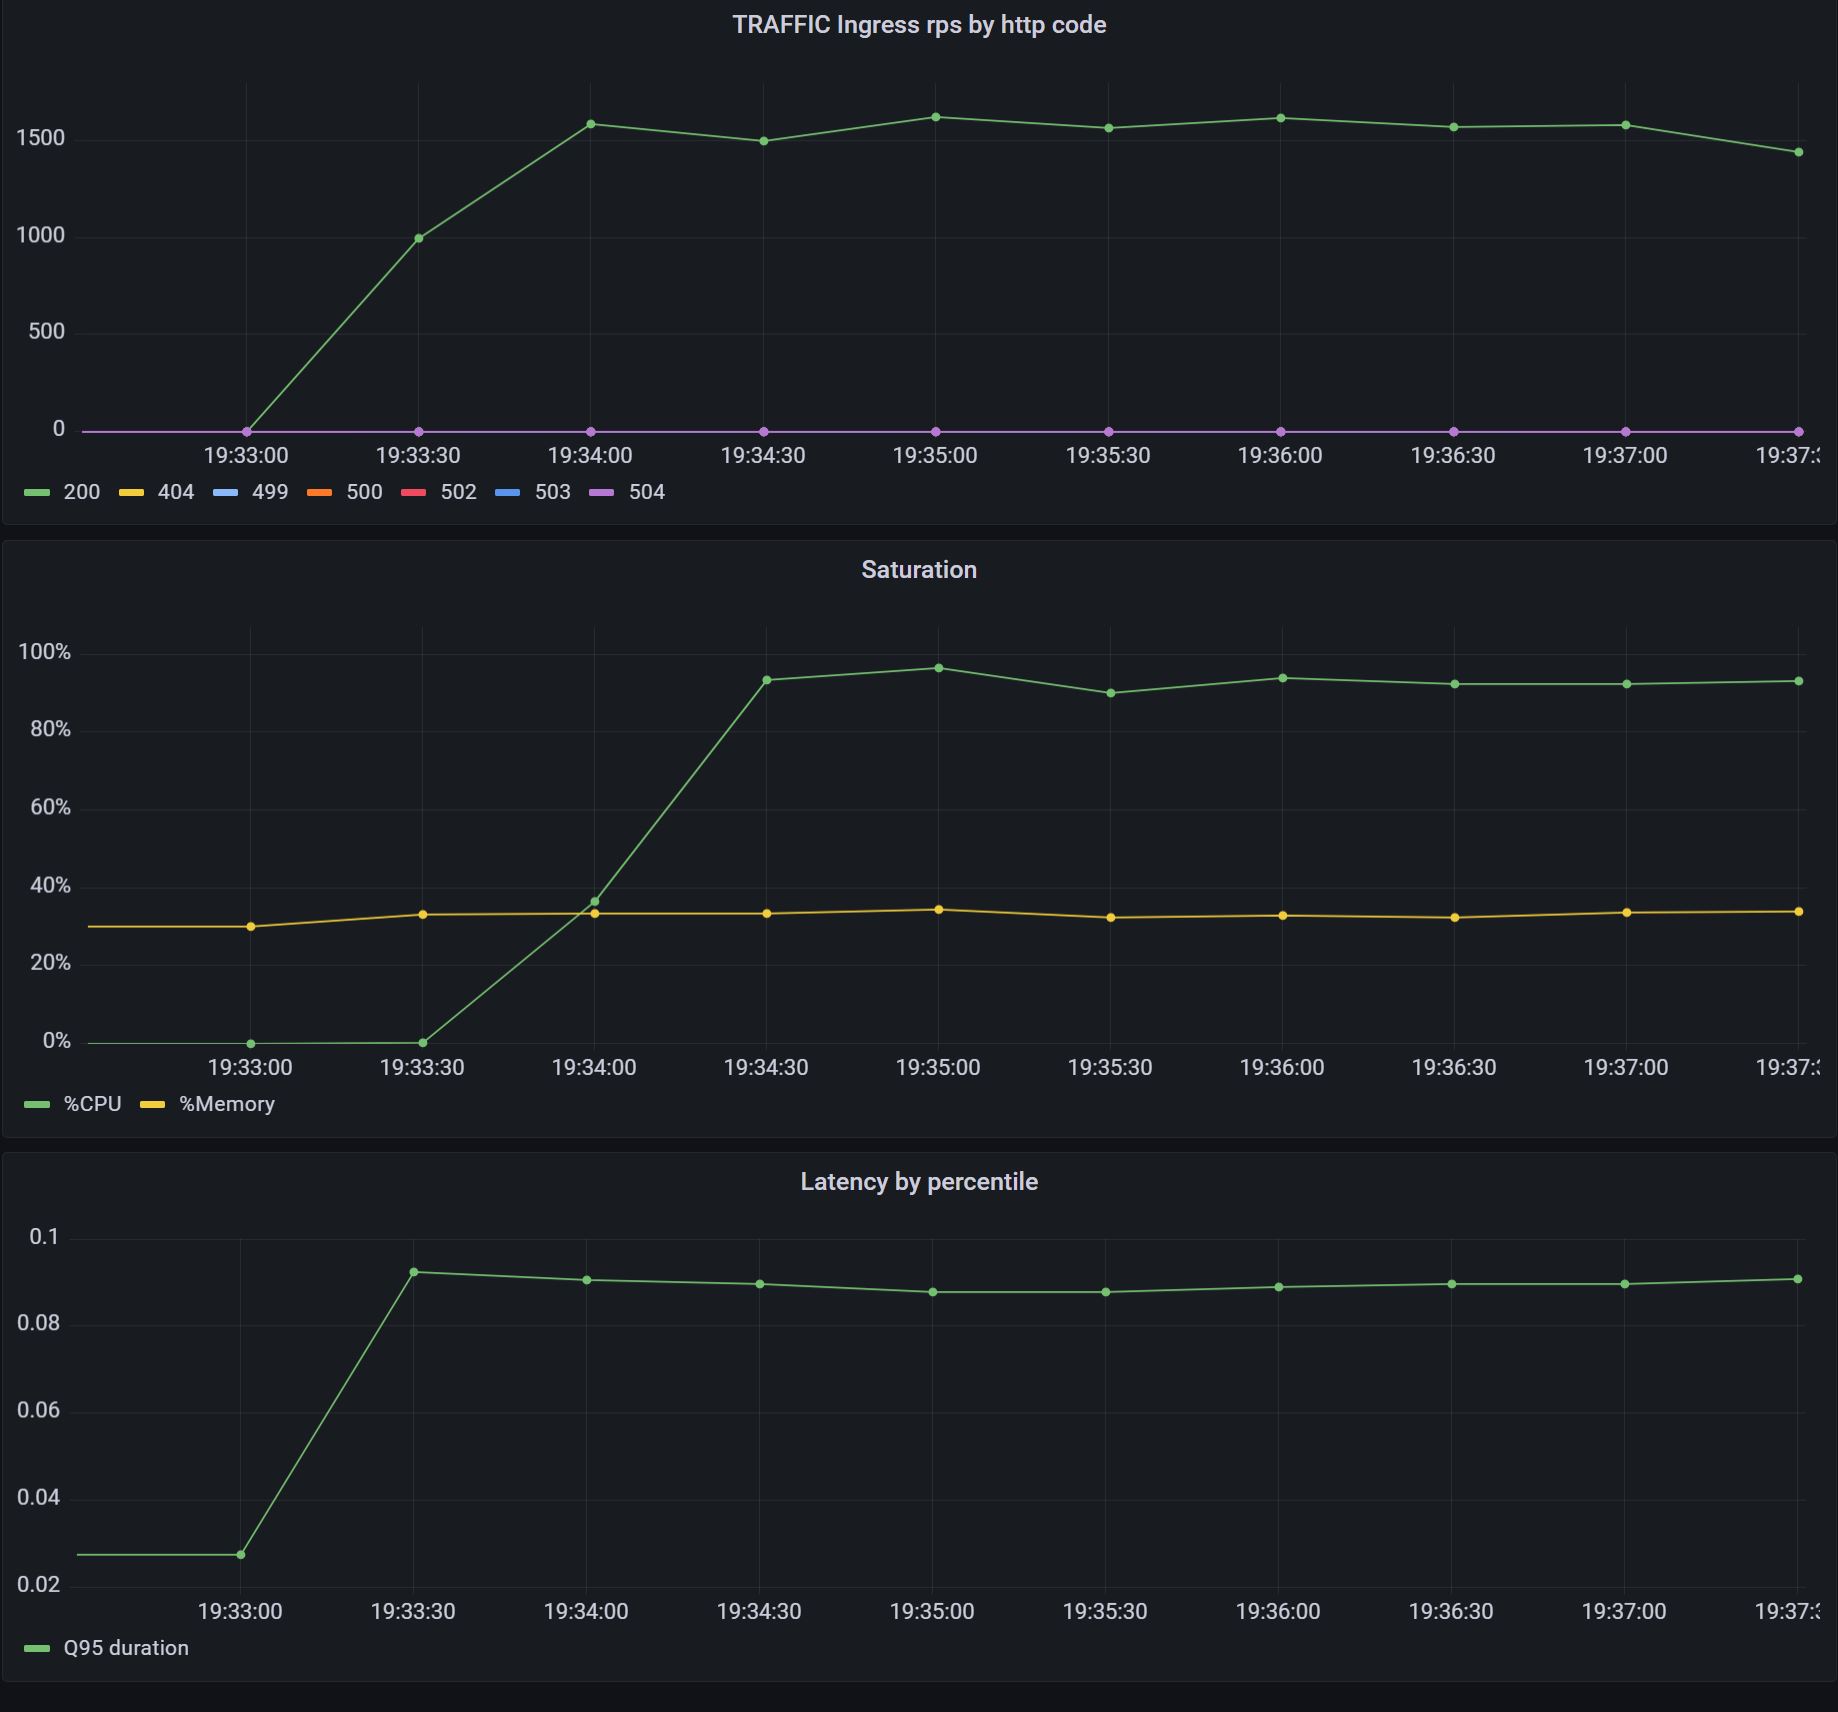 TRAFFIC Ingress rps by http code
1500
1000
500
0
19:33:00 19:33:30 19:34:00 19:34:30 19:35:00 19:35:30 19:36:00 19:36:30 19:37:00 19:37:
200 404 499 500 502 503 504
Saturation
100%
80%
60%
40%
20%
0%
19:33:00 19:33:30 19:34:00 19:34:30 19:35:00 19:35:30 19:36:00 19:36:30 19:37:00 19:37:
%CPU %Memory
Latency by percentile
0.1
0.08
0.06
0.04
0.02
19:33:00 19:33:30 19:34:00 19:34:30 19:35:00 19:35:30 19:36:00 19:36:30 19:37:00 19:37:
Q95 duration